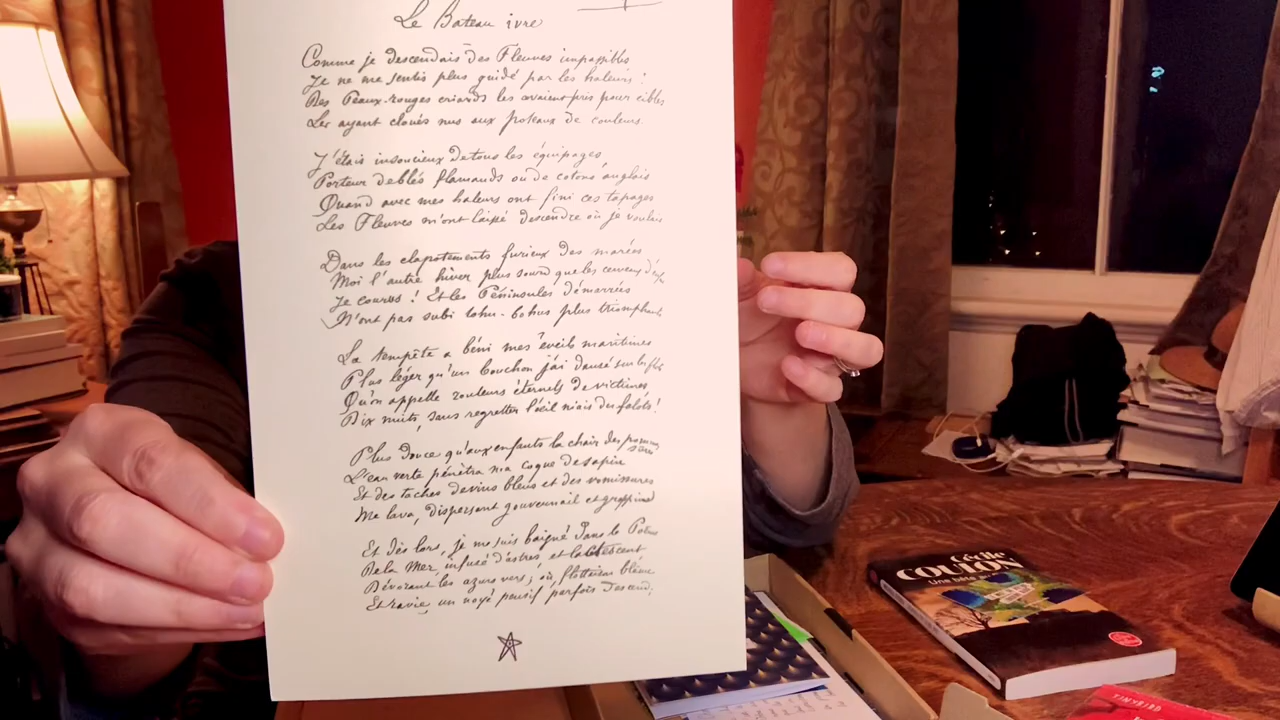 Le Bateau ivre
Comme je descendais des Fleuves impassibles
Je ne me sentis plus guidé par les haleurs :
Des Peaux-rouges criards les avaient pris pour cibles
Les ayant cloués nus aux poteaux de couleurs.
J'étais insoucieux de tous les équipages,
Porteur de blés flamands ou de cotons anglais
Quand avec mes haleurs ont fini ces tapages
Les Fleuves m'ont laissé descendre où je voulais
Dans les clapotements furieux des marées
Moi l'autre hiver plus sourd que les cerveaux d'enf
Je courus ! Et les Péninsules démarrées
N'ont pas subi tohu-bohus plus triomphants
La tempête a béni mes éveils maritimes
Plus léger qu'un bouchon j'ai dansé sur les flots
Qu'on appelle rouleurs éternels de victimes
Dix nuits, sans regretter l'œil niais des falots !
Plus douce qu'aux enfants la chair des pommes
sures
L'eau verte pénétra ma coque de sapin
Et des taches de vins bleus et des vomissures
Me lava, dispersant gouvernail et grappin
Et dès lors, je me suis baigné dans le Poème
De la Mer, infusé d'astres, et lactescent
Dévorant les azurs verts ; où, flottaison blême
Et ravie, un noyé pensif parfois descend ;
Cécile
COULON
Une bête
TINYBIRD